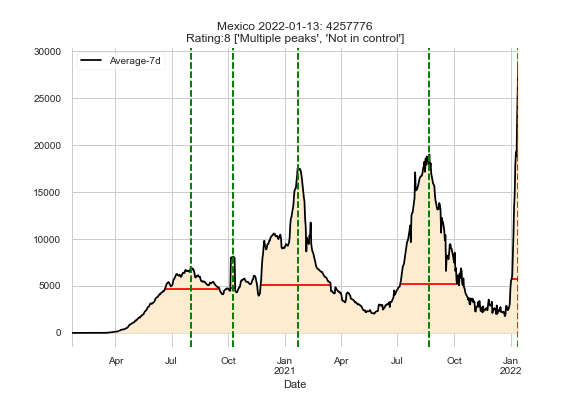 Mexico 2022-01-13: 4257776
Rating:8 ['Multiple peaks', 'Not in control']
30000
Average-7d
25000
20000
15000
10000
5000
0
Apr Jul Oct Jan Apr Jul Oct Jan
2021 2022
Date